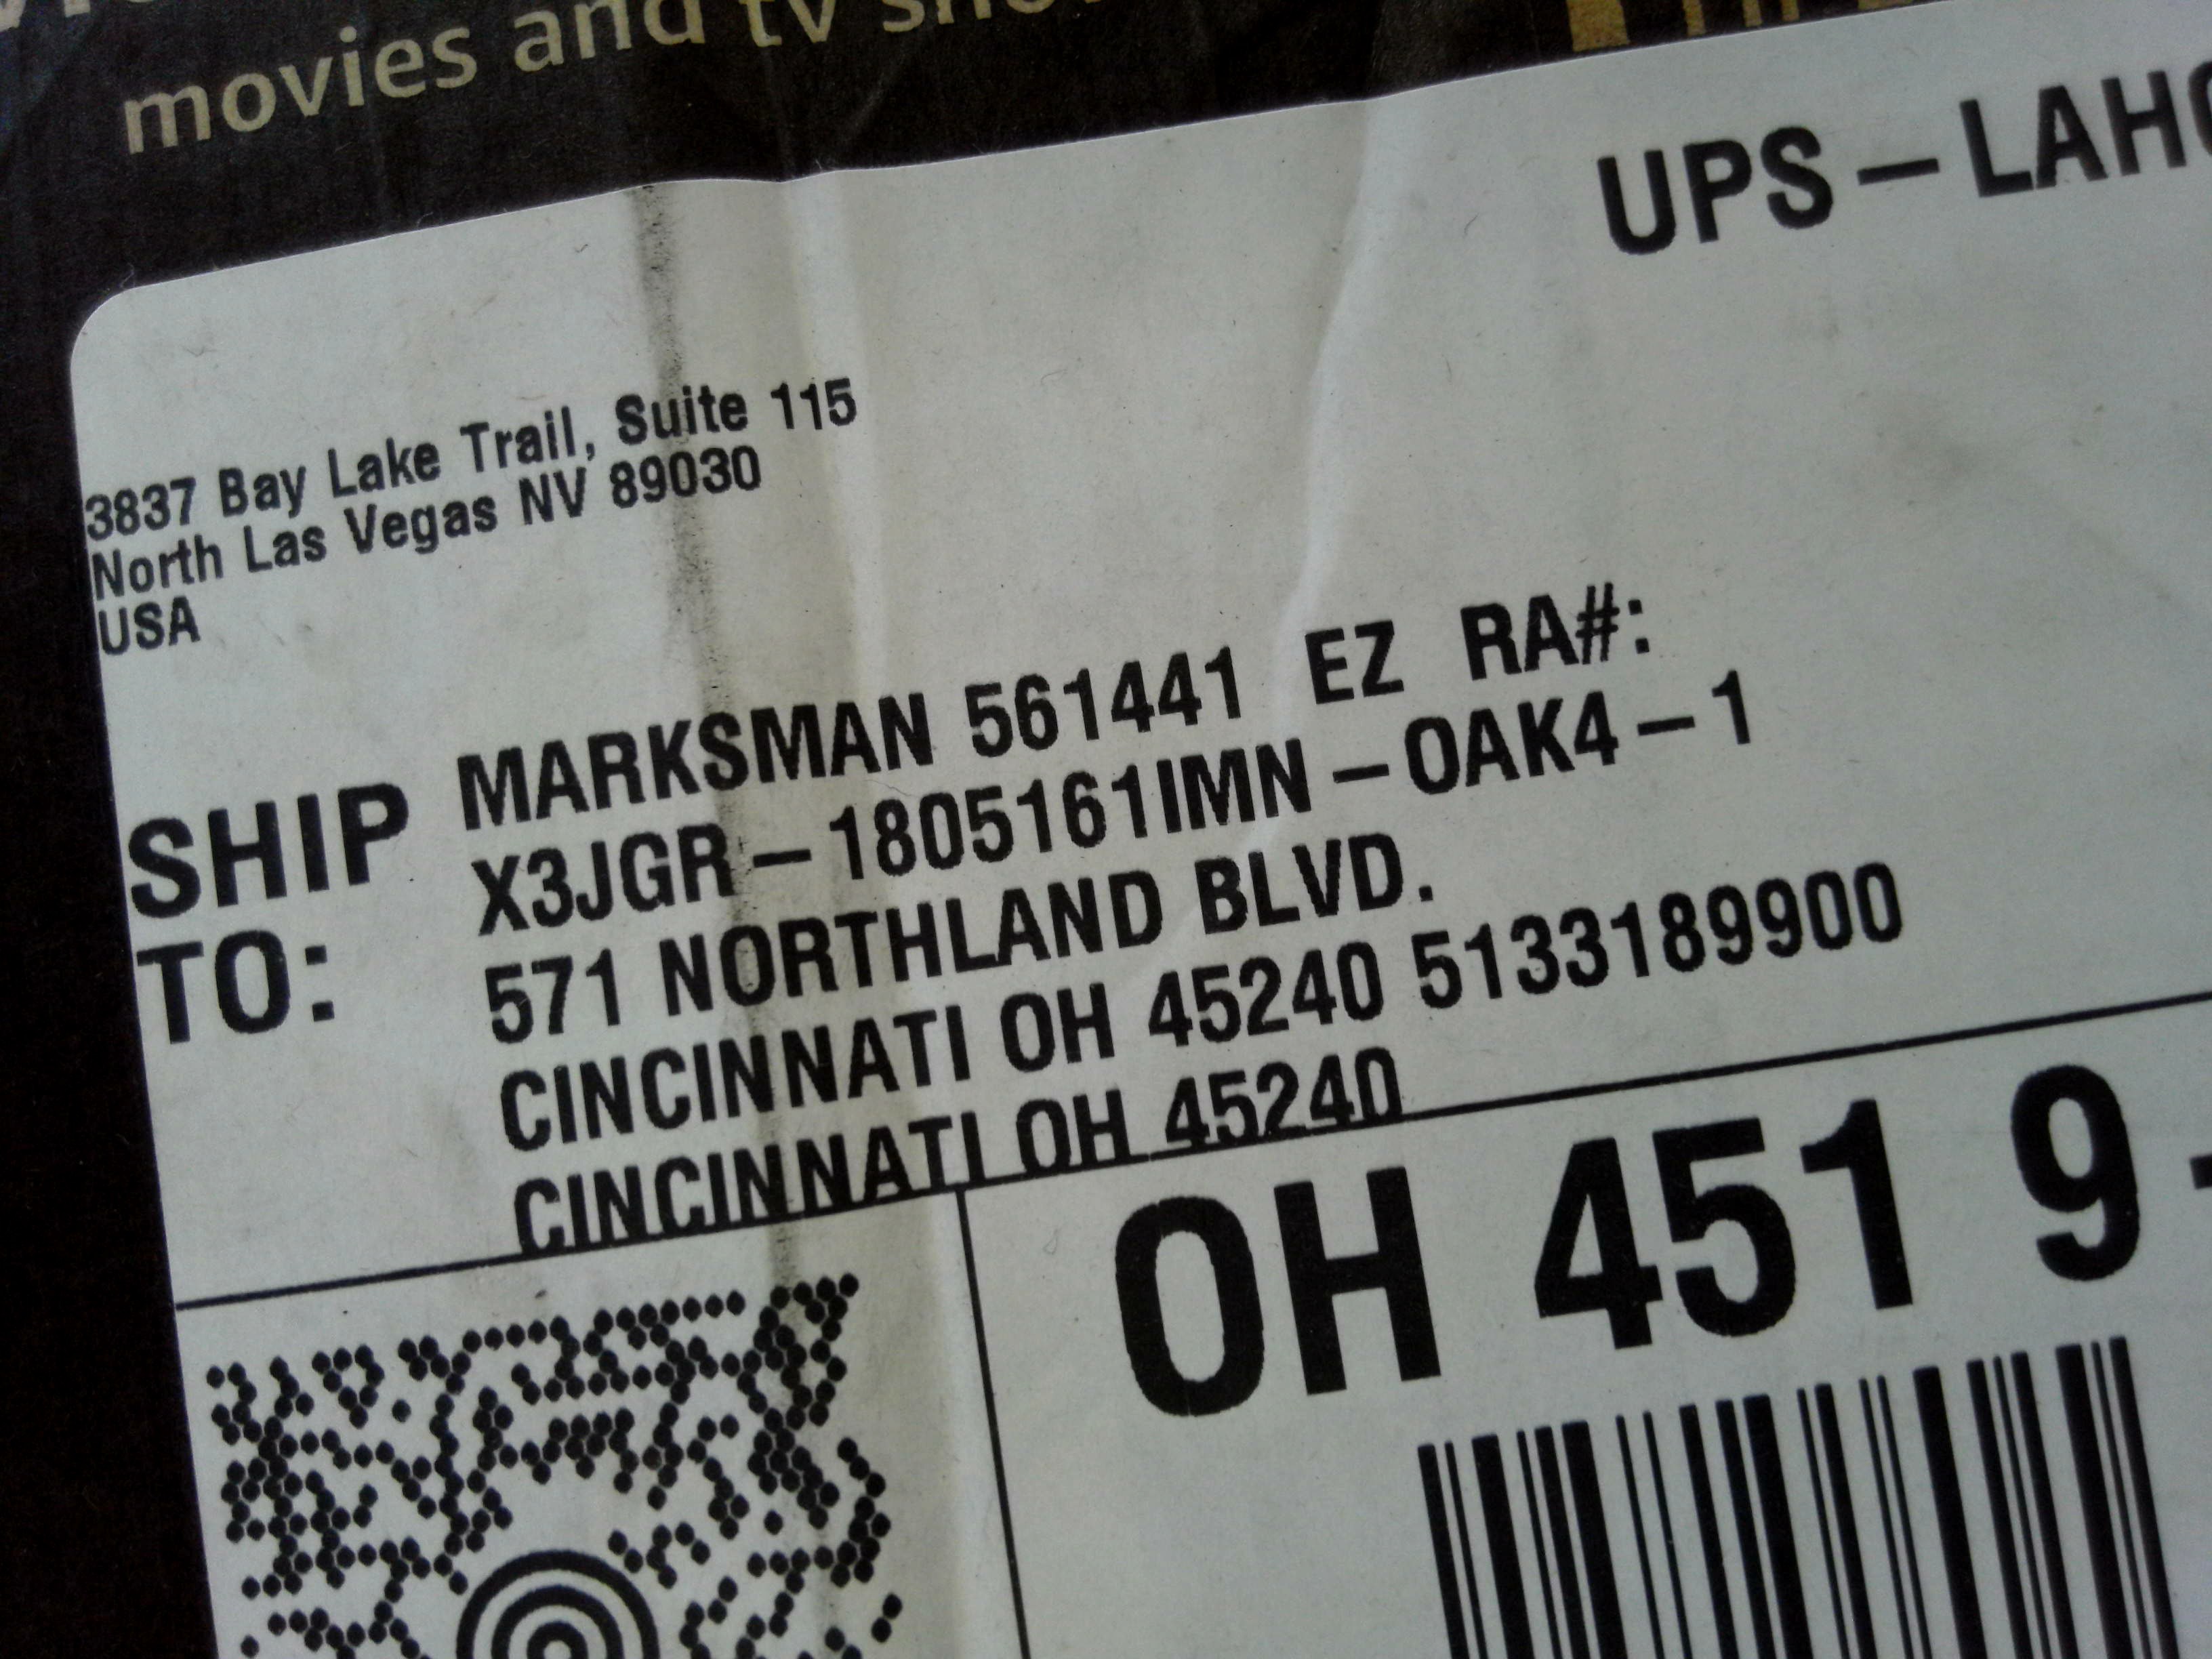 movies and tv
UPS – LAH
3837 Bay Lake Trail, Suite 115
North Las Vegas NV 89030
USA
SHIP TO:
MARKSMAN 561441 EZ RA#:
X3JGR – 1805161IMN – OAK4 – 1
571 NORTHLAND BLVD.
CINCINNATI OH 45240 5133189900
CINCINNATI OH 45240
OH 451 9